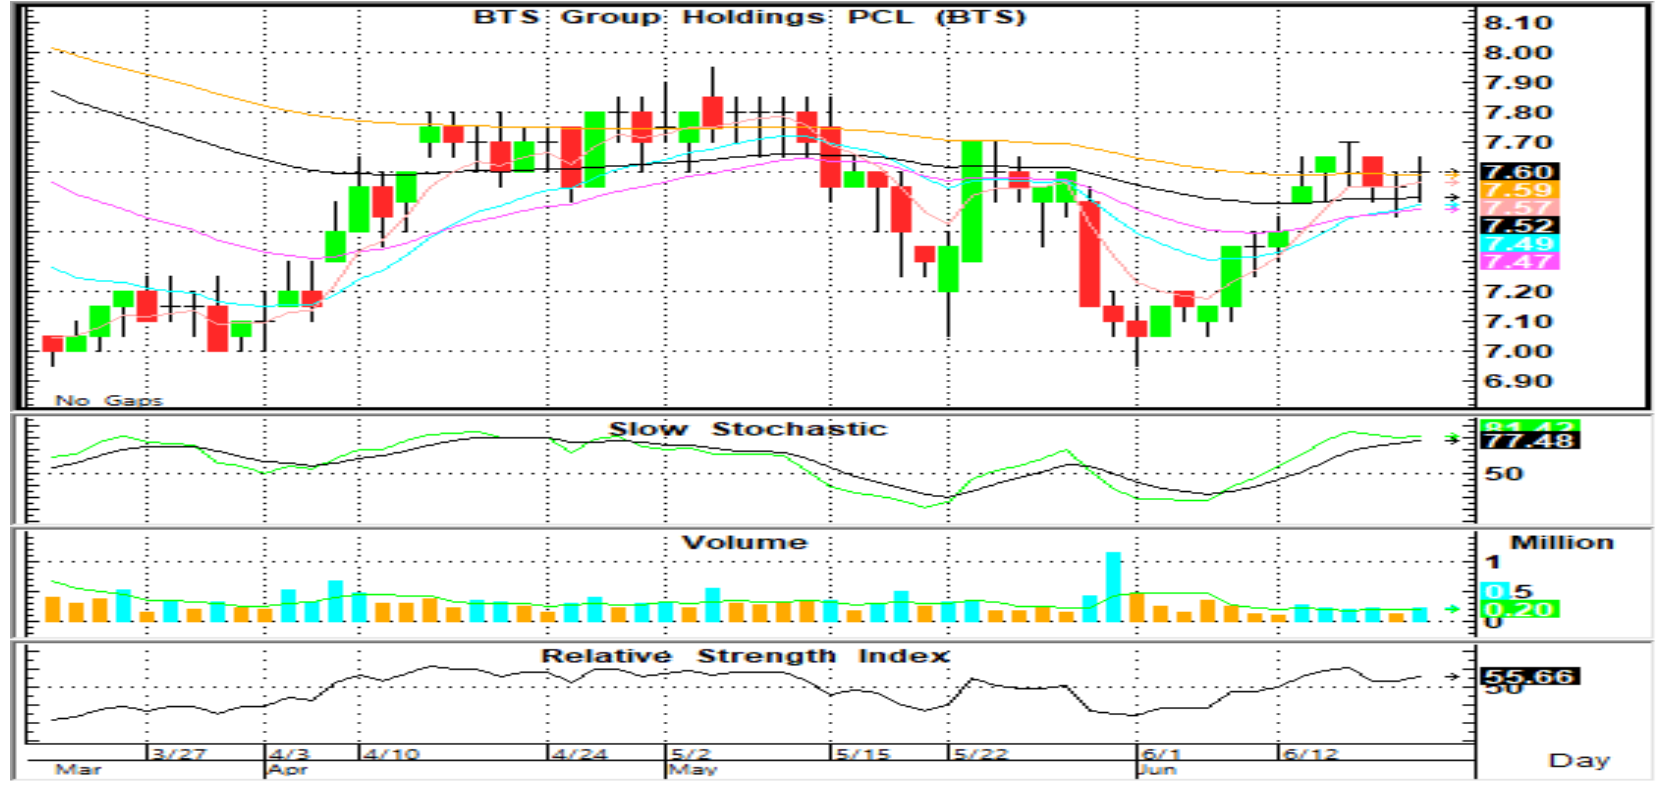 BTS Group Holdings PCL (BTS)
8.10
8.00
7.90
7.80
7.70
7.60
7.59
7.57
7.52
7.49
7.47
7.20
7.10
7.00
6.90
No Gaps
Slow Stochastic
81.42
77.48
50
Volume
Million
1
0.5
0.20
0
Relative Strength Index
55.66
50
3/27 4/3 4/10 4/24 5/2 5/15 5/22 6/1 6/12
Mar Apr May Jun
Day